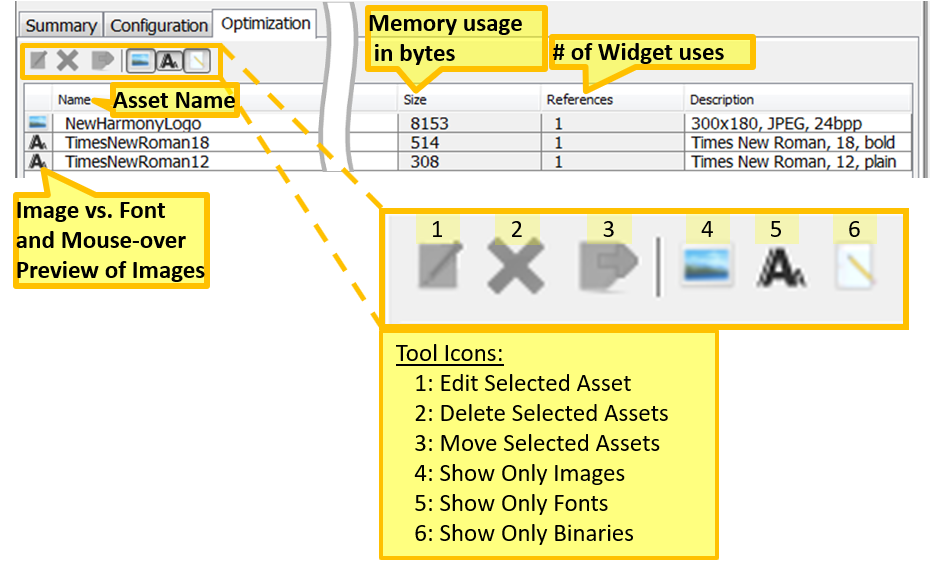 Summary Configuration Optimization
Memory usage
in bytes
# of Widget uses
Name
Asset Name
Size References Description
NewHarmonyLogo 8153 1 300x180, JPEG, 24bpp
TimesNewRoman18 514 1 Times New Roman, 18, bold
TimesNewRoman12 308 1 Times New Roman, 12, plain
Image vs. Font
and Mouse-over
Preview of Images
1 2 3 4 5 6
Tool Icons:
1: Edit Selected Asset
2: Delete Selected Assets
3: Move Selected Assets
4: Show Only Images
5: Show Only Fonts
6: Show Only Binaries